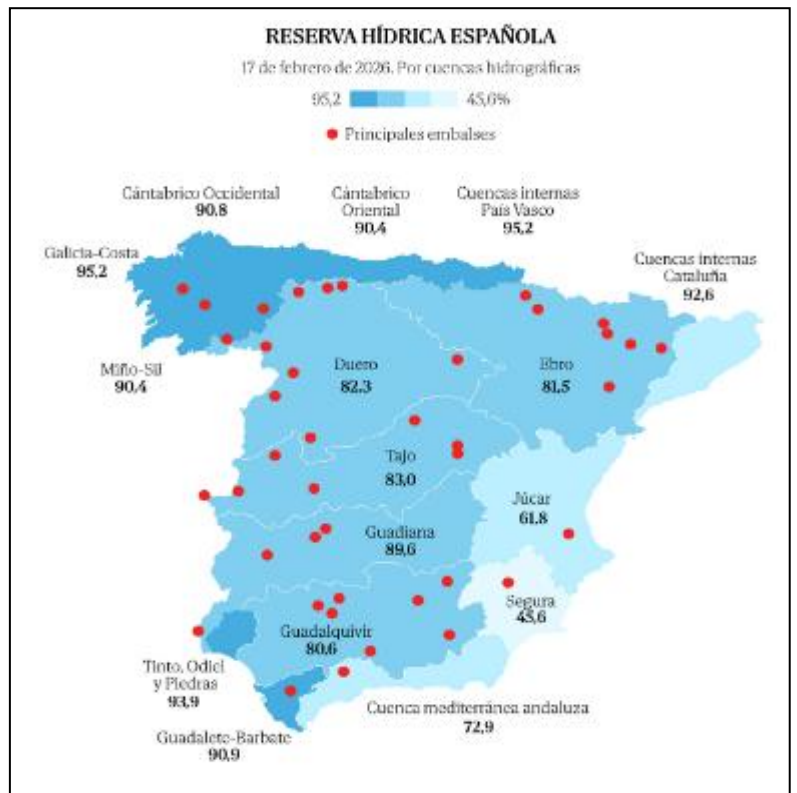 RESERVA HÍDRICA ESPAÑOLA
17 de febrero de 2026. Por cuencas hidrográficas
95,2 45,6%
Principales embalses
Cántabrico Occidental
90.8
Cántabrico
Oriental
90,4
Cuencas internas
País Vasco
95,2
Galicia-Costa
95,2
Cuencas internas
Cataluña
92,6
Miño-Sil
90,4
Duero
82,3
Ebro
81,5
Tajo
83,0
Júcar
61,8
Guadiana
89,6
Segura
45,6
Guadalquivir
80,6
Tinto, Odiel
y Piedras
93,9
Cuenca mediterránea andaluza
72,9
Guadalete-Barbate
90,9